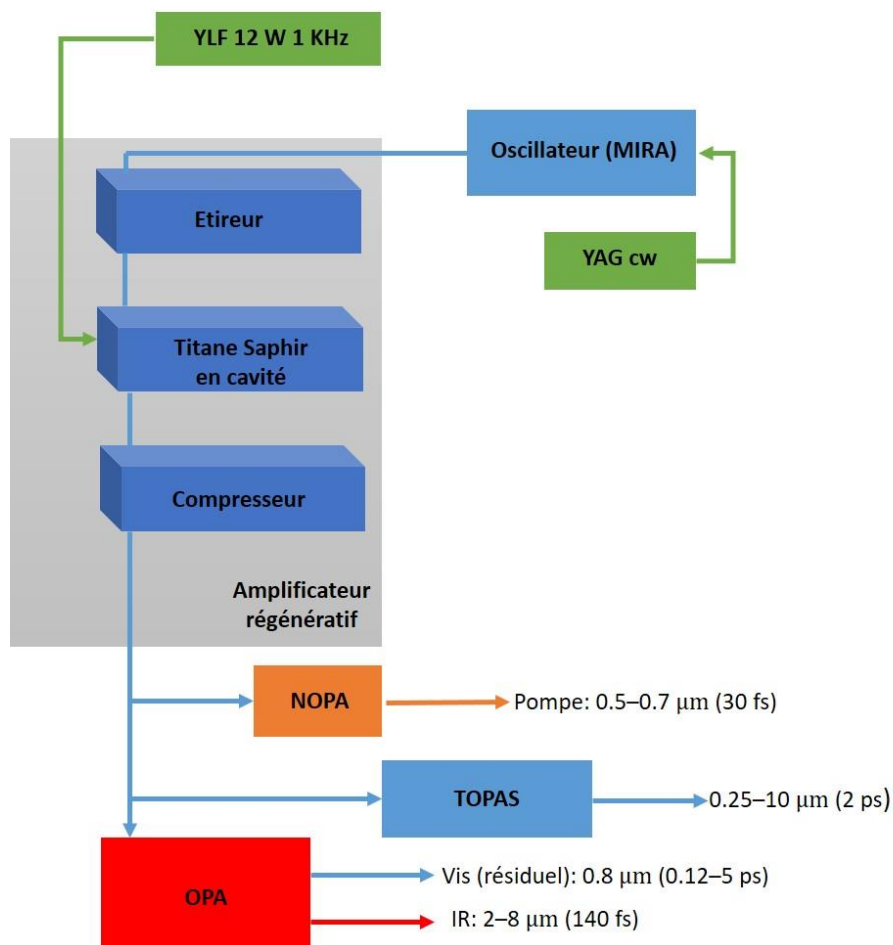 YLF 12 W 1 KHz
Oscillateur (MIRA)
Etireur
YAG cw
Titane Saphir
en cavité
Compresseur
Amplificateur
régénératif
NOPA
Pompe: 0.5–0.7 μm (30 fs)
TOPAS
0.25–10 μm (2 ps)
OPA
Vis (résiduel): 0.8 μm (0.12–5 ps)
IR: 2–8 μm (140 fs)